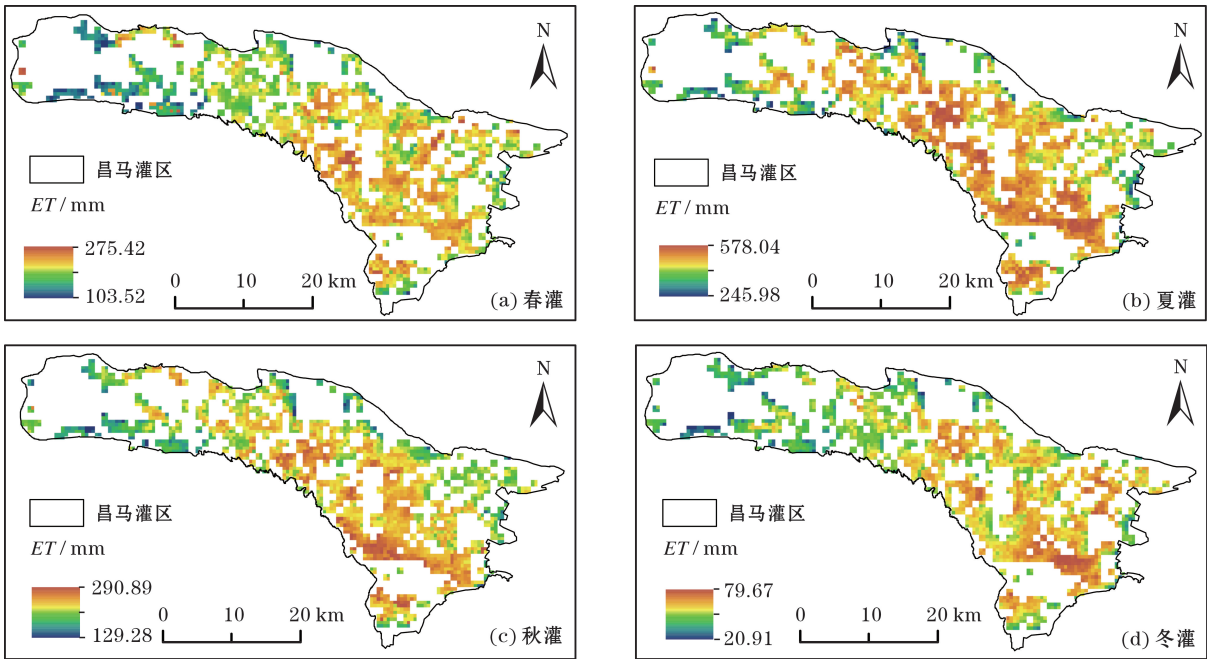 N
昌马灌区
ET / mm
275.42
103.52
0 10 20 km
(a) 春灌
N
昌马灌区
ET / mm
578.04
245.98
0 10 20 km
(b) 夏灌
N
昌马灌区
ET / mm
290.89
129.28
0 10 20 km
(c) 秋灌
N
昌马灌区
ET / mm
79.67
20.91
0 10 20 km
(d) 冬灌